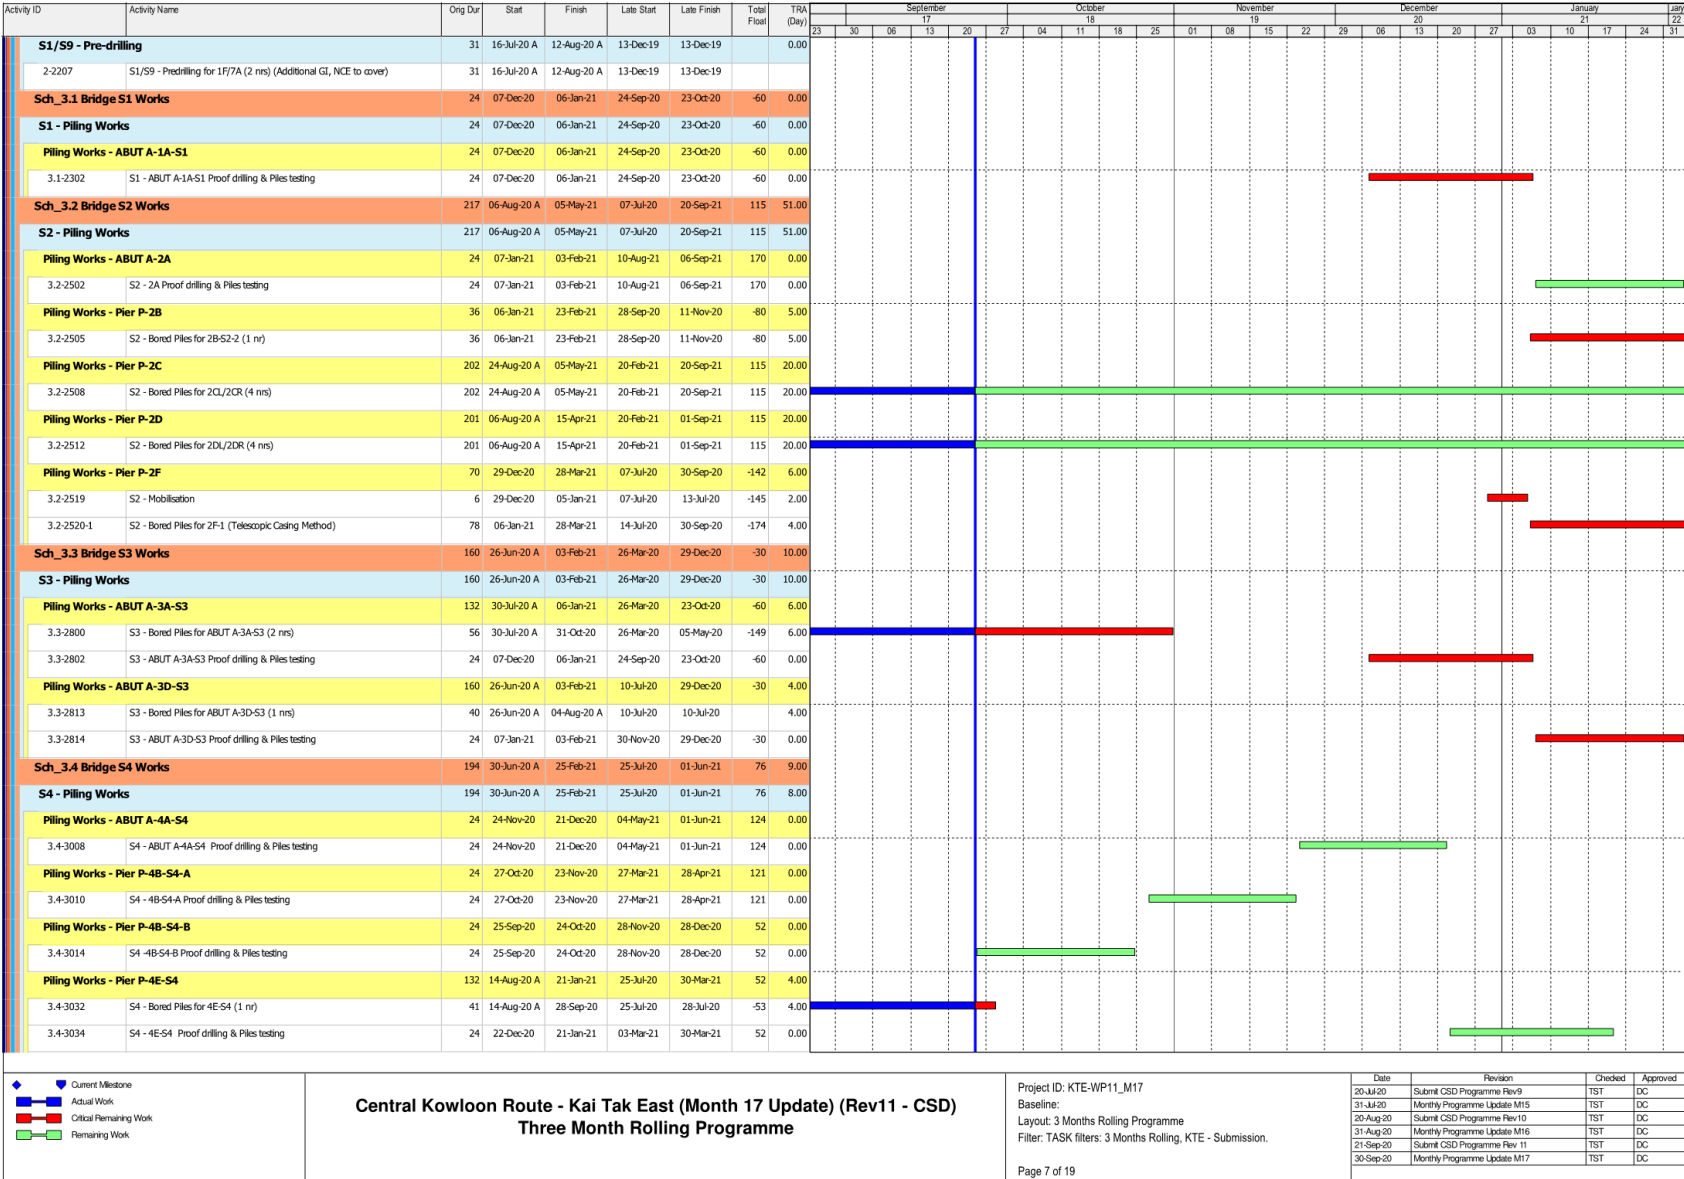 Activity ID Activity Name Orig Dur Start Finish Late Start Late Finish Total Float TRA (Day) September October November December January
17 18 19 20 21 22
23 30 06 13 20 27 04 11 18 25 01 08 15 22 29 06 13 20 27 03 10 17 24 31
S1/S9 - Pre-drilling 31 16-Jul-20 A 12-Aug-20 A 13-Dec-19 13-Dec-19 0.00
2-2207 S1/S9 - Predrilling for 1F/7A (2 nrs) (Additional GI, NCE to cover) 31 16-Jul-20 A 12-Aug-20 A 13-Dec-19 13-Dec-19
Sch_3.1 Bridge S1 Works 24 07-Dec-20 06-Jan-21 24-Sep-20 23-Oct-20 -60 0.00
S1 - Piling Works 24 07-Dec-20 06-Jan-21 24-Sep-20 23-Oct-20 -60 0.00
Piling Works - ABUT A-1A-S1 24 07-Dec-20 06-Jan-21 24-Sep-20 23-Oct-20 -60 0.00
3.1-2302 S1 - ABUT A-1A-S1 Proof drilling & Piles testing 24 07-Dec-20 06-Jan-21 24-Sep-20 23-Oct-20 -60 0.00
Sch_3.2 Bridge S2 Works 217 06-Aug-20 A 05-May-21 07-Jul-20 20-Sep-21 115 51.00
S2 - Piling Works 217 06-Aug-20 A 05-May-21 07-Jul-20 20-Sep-21 115 51.00
Piling Works - ABUT A-2A 24 07-Jan-21 03-Feb-21 10-Aug-21 06-Sep-21 170 0.00
3.2-2502 S2 - 2A Proof drilling & Piles testing 24 07-Jan-21 03-Feb-21 10-Aug-21 06-Sep-21 170 0.00
Piling Works - Pier P-2B 36 06-Jan-21 23-Feb-21 28-Sep-20 11-Nov-20 -80 5.00
3.2-2505 S2 - Bored Piles for 2B-S2-2 (1 nr) 36 06-Jan-21 23-Feb-21 28-Sep-20 11-Nov-20 -80 5.00
Piling Works - Pier P-2C 202 24-Aug-20 A 05-May-21 20-Feb-21 20-Sep-21 115 20.00
3.2-2508 S2 - Bored Piles for 2CL/2CR (4 nrs) 202 24-Aug-20 A 05-May-21 20-Feb-21 20-Sep-21 115 20.00
Piling Works - Pier P-2D 201 06-Aug-20 A 15-Apr-21 20-Feb-21 01-Sep-21 115 20.00
3.2-2512 S2 - Bored Piles for 2DL/2DR (4 nrs) 201 06-Aug-20 A 15-Apr-21 20-Feb-21 01-Sep-21 115 20.00
Piling Works - Pier P-2F 70 29-Dec-20 28-Mar-21 07-Jul-20 30-Sep-20 -142 6.00
3.2-2519 S2 - Mobilisation 6 29-Dec-20 05-Jan-21 07-Jul-20 13-Jul-20 -145 2.00
3.2-2520-1 S2 - Bored Piles for 2F-1 (Telescopic Casing Method) 78 06-Jan-21 28-Mar-21 14-Jul-20 30-Sep-20 -174 4.00
Sch_3.3 Bridge S3 Works 160 26-Jun-20 A 03-Feb-21 26-Mar-20 29-Dec-20 -30 10.00
S3 - Piling Works 160 26-Jun-20 A 03-Feb-21 26-Mar-20 29-Dec-20 -30 10.00
Piling Works - ABUT A-3A-S3 132 30-Jul-20 A 06-Jan-21 26-Mar-20 23-Oct-20 -60 6.00
3.3-2800 S3 - Bored Piles for ABUT A-3A-S3 (2 nrs) 56 30-Jul-20 A 31-Oct-20 26-Mar-20 05-May-20 -149 6.00
3.3-2802 S3 - ABUT A-3A-S3 Proof drilling & Piles testing 24 07-Dec-20 06-Jan-21 24-Sep-20 23-Oct-20 -60 0.00
Piling Works - ABUT A-3D-S3 160 26-Jun-20 A 03-Feb-21 10-Jul-20 29-Dec-20 -30 4.00
3.3-2813 S3 - Bored Piles for ABUT A-3D-S3 (1 nrs) 40 26-Jun-20 A 04-Aug-20 A 10-Jul-20 10-Jul-20 4.00
3.3-2814 S3 - ABUT A-3D-S3 Proof drilling & Piles testing 24 07-Jan-21 03-Feb-21 30-Nov-20 29-Dec-20 -30 0.00
Sch_3.4 Bridge S4 Works 194 30-Jun-20 A 25-Feb-21 25-Jul-20 01-Jun-21 76 9.00
S4 - Piling Works 194 30-Jun-20 A 25-Feb-21 25-Jul-20 01-Jun-21 76 8.00
Piling Works - ABUT A-4A-S4 24 24-Nov-20 21-Dec-20 04-May-21 01-Jun-21 124 0.00
3.4-3008 S4 - ABUT A-4A-S4 Proof drilling & Piles testing 24 24-Nov-20 21-Dec-20 04-May-21 01-Jun-21 124 0.00
Piling Works - Pier P-4B-S4-A 24 27-Oct-20 23-Nov-20 27-Mar-21 28-Apr-21 121 0.00
3.4-3010 S4 - 4B-S4-A Proof drilling & Piles testing 24 27-Oct-20 23-Nov-20 27-Mar-21 28-Apr-21 121 0.00
Piling Works - Pier P-4B-S4-B 24 25-Sep-20 24-Oct-20 28-Nov-20 28-Dec-20 52 0.00
3.4-3014 S4 -4B-S4-B Proof drilling & Piles testing 24 25-Sep-20 24-Oct-20 28-Nov-20 28-Dec-20 52 0.00
Piling Works - Pier P-4E-S4 132 14-Aug-20 A 21-Jan-21 25-Jul-20 30-Mar-21 52 4.00
3.4-3032 S4 - Bored Piles for 4E-S4 (1 nr) 41 14-Aug-20 A 28-Sep-20 25-Jul-20 28-Jul-20 -53 4.00
3.4-3034 S4 - 4E-S4 Proof drilling & Piles testing 24 22-Dec-20 21-Jan-21 03-Mar-21 30-Mar-21 52 0.00
Current Milestone
Actual Work
Critical Remaining Work
Remaining Work
Central Kowloon Route - Kai Tak East (Month 17 Update) (Rev11 - CSD)
Three Month Rolling Programme
Project ID: KTE-WP11_M17
Baseline:
Layout: 3 Months Rolling Programme
Filter: TASK filters: 3 Months Rolling, KTE - Submission.
Page 7 of 19
Date Revision Checked Approved
20-Jul-20 Submit CSD Programme Rev9 TST DC
31-Jul-20 Monthly Programme Update M15 TST DC
20-Aug-20 Submit CSD Programme Rev10 TST DC
31-Aug-20 Monthly Programme Update M16 TST DC
21-Sep-20 Submit CSD Programme Rev 11 TST DC
30-Sep-20 Monthly Programme Update M17 TST DC